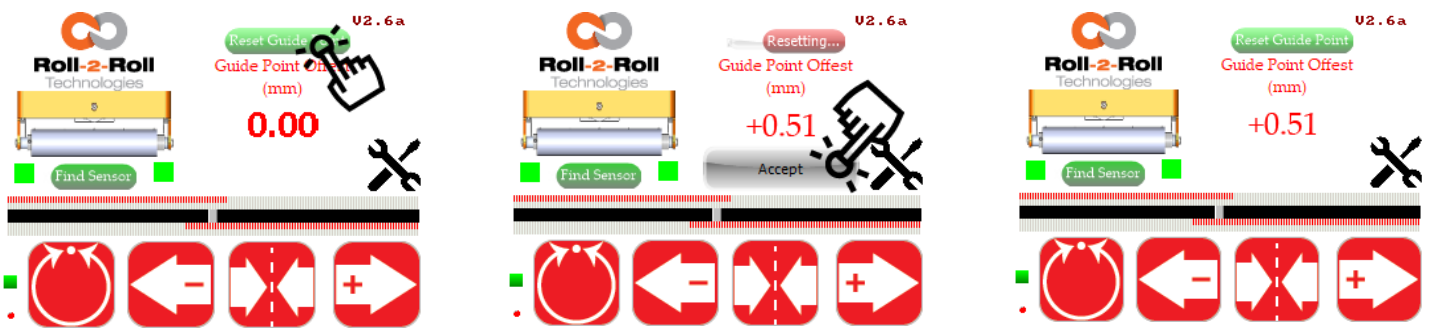 V2.6a
Reset Guide
Roll-2-Roll
Technologies
Guide Point Offest
(mm)
0.00
Find Sensor
V2.6a
Resetting...
Roll-2-Roll
Technologies
Guide Point Offest
(mm)
+0.51
Accept
Find Sensor
V2.6a
Reset Guide Point
Roll-2-Roll
Technologies
Guide Point Offest
(mm)
+0.51
Find Sensor